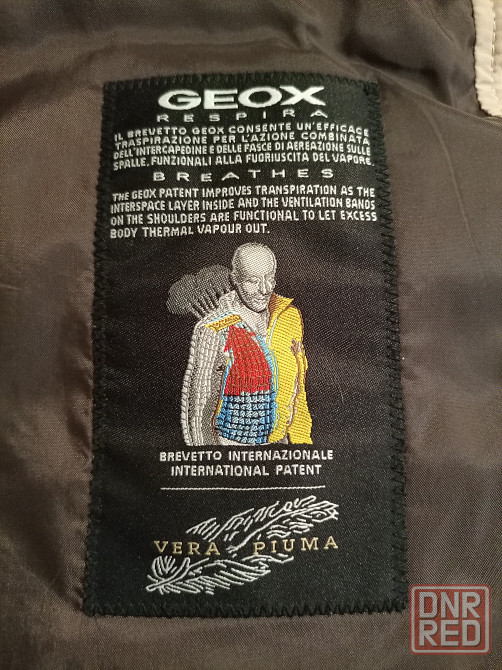 GEOX
RESPIRA
IL BREVETTO GEOX CONSENTE UN'EFFICACE
TRASPIRAZIONE PER L'AZIONE COMBINATA
DELL'INTERCAPEDINE E DELLE FASCE DI AEREAZIONE SULLE
SPALLE, FUNZIONALI ALLA FUORIUSCITA DEL VAPORE.
BREATHES
THE GEOX PATENT IMPROVES TRANSPIRATION AS THE
INTERSPACE LAYER INSIDE AND THE VENTILATION BANDS
ON THE SHOULDERS ARE FUNCTIONAL TO LET EXCESS
BODY THERMAL VAPOUR OUT.
BREVETTO INTERNAZIONALE
INTERNATIONAL PATENT
VERA PIUMA
DNR
RED